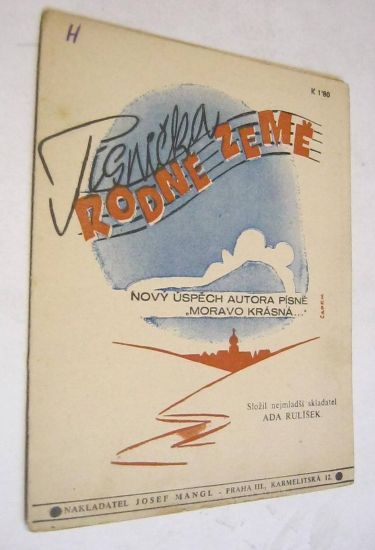 H
K 1'80
Písnička
RODNÉ ZEMĚ
NOVÝ ÚSPĚCH AUTORA PÍSNĚ
„MORAVO KRÁSNÁ..."
Složil nejmladší skladatel
ADA RULÍŠEK
NAKLADATEL JOSEF MANGL - PRAHA III., KARMELITSKÁ 12.